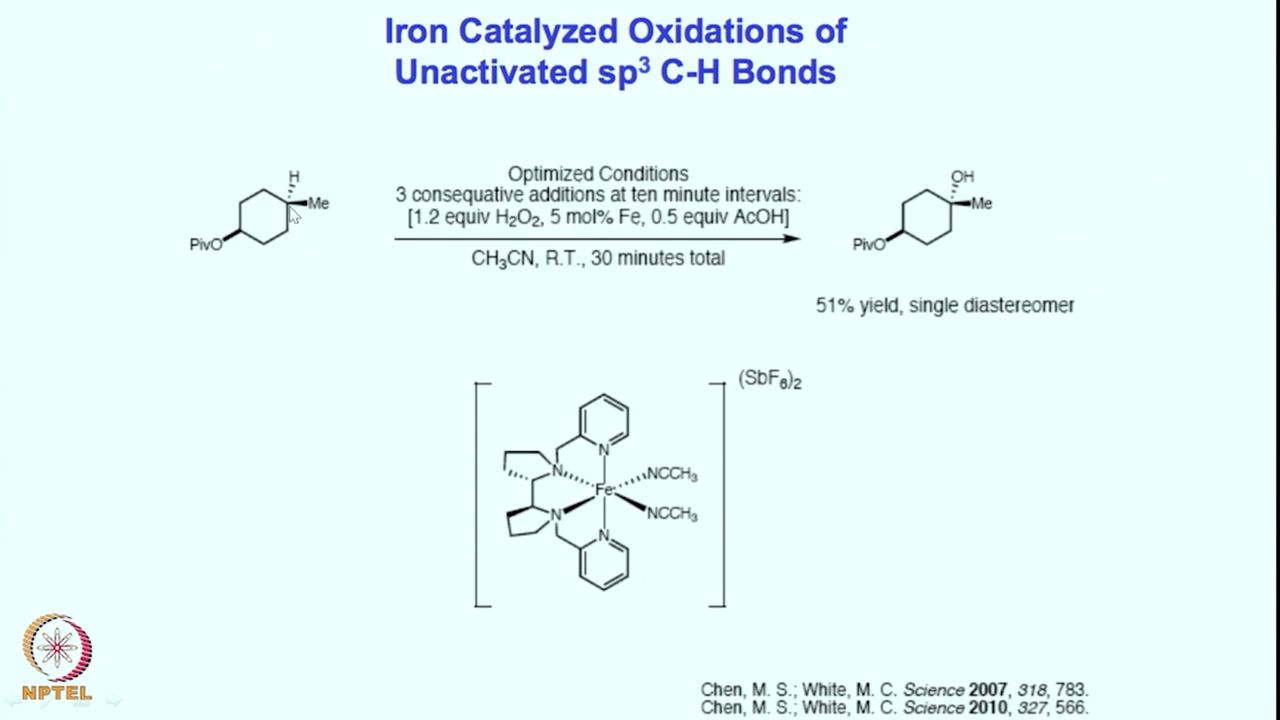 Iron Catalyzed Oxidations of
Unactivated sp³ C-H Bonds
H
Me
PivO
Optimized Conditions
3 consequative additions at ten minute intervals:
[1.2 equiv H₂O₂, 5 mol% Fe, 0.5 equiv AcOH]
CH₃CN, R.T., 30 minutes total
OH
Me
PivO
51% yield, single diastereomer
(SbF₆)₂
N
N
NCCH₃
Fe
N
NCCH₃
N
NPTEL
Chen, M. S.; White, M. C. Science 2007, 318, 783.
Chen, M. S.; White, M. C. Science 2010, 327, 566.